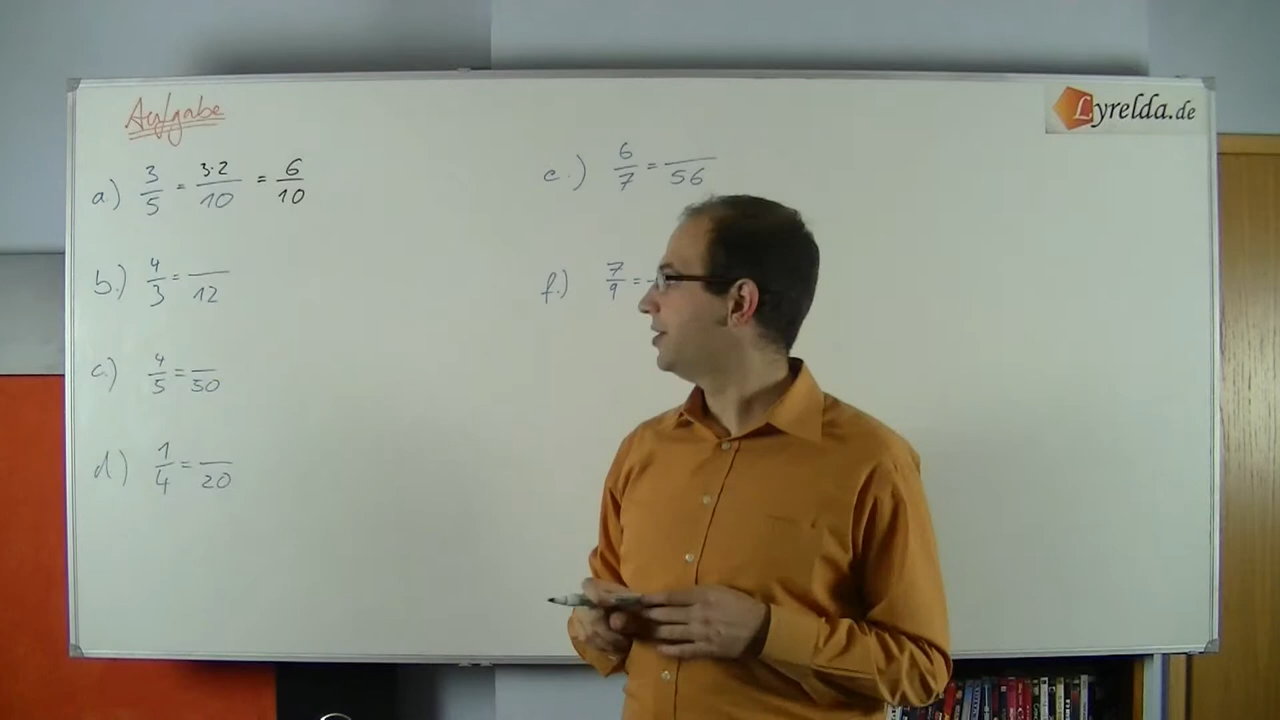 Aufgabe
a.) 3/5 = 3·2/10 = 6/10
b.) 4/3 = /12
c.) 4/5 = /50
d) 1/4 = /20
Lyrelda.de
e.) 6/7 = /56
f.) 7/9 =